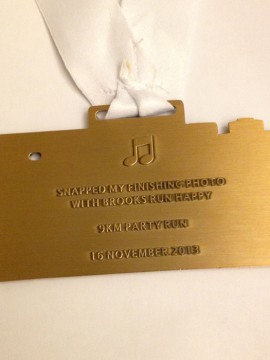 SNAPPED MY FINISHING PHOTO
WITH BROOKS RUN HAPPY
9KM PARTY RUN
16 NOVEMBER 2013